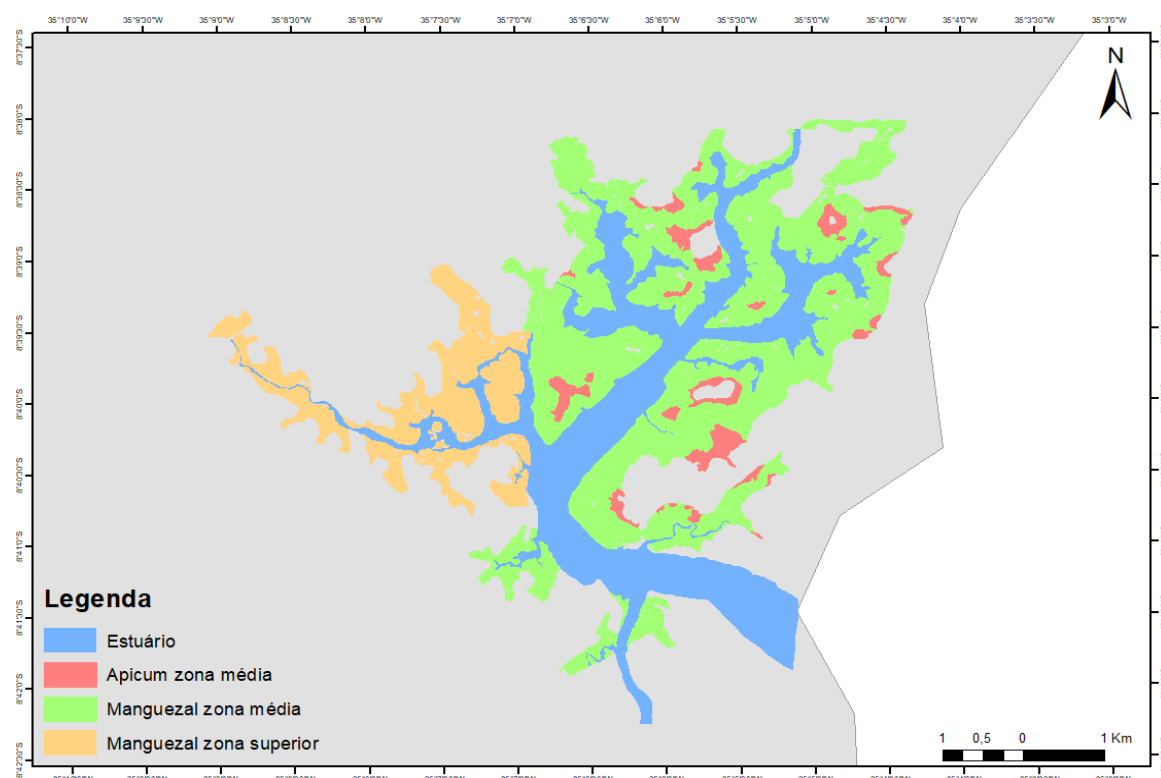 35°10'0"W 35°9'30"W 35°9'0"W 35°8'30"W 35°8'0"W 35°7'30"W 35°7'0"W 35°6'30"W 35°6'0"W 35°5'30"W 35°5'0"W 35°4'30"W 35°4'0"W 35°3'30"W 35°3'0"W
8°37'30"S
N
8°38'0"S
8°38'30"S
8°39'0"S
8°39'30"S
8°40'0"S
8°40'30"S
8°41'0"S
8°41'30"S
8°42'0"S
8°42'30"S
Legenda
Estuário
Apicum zona média
Manguezal zona média
Manguezal zona superior
1 0,5 0 1 Km